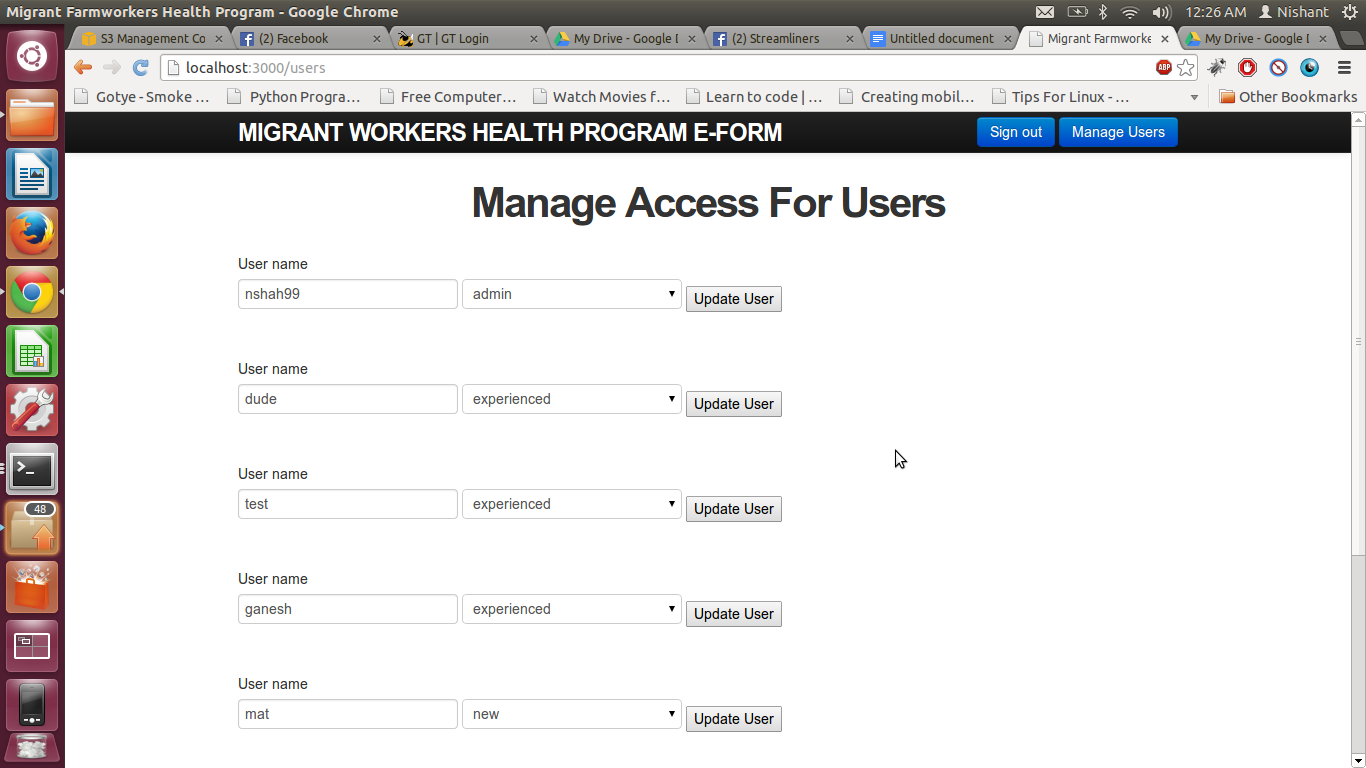 Migrant Farmworkers Health Program - Google Chrome
12:26 AM Nishant
S3 Management Co
(2) Facebook
GT | GT Login
My Drive - Google D
(2) Streamliners
Untitled document
Migrant Farmworke
My Drive - Google D
localhost:3000/users
ABP
Gotye - Smoke ...
Python Progra...
Free Computer...
Watch Movies f...
Learn to code | ...
Creating mobil...
Tips For Linux - ...
Other Bookmarks
MIGRANT WORKERS HEALTH PROGRAM E-FORM
Sign out
Manage Users
Manage Access For Users
User name
nshah99 admin Update User
User name
dude experienced Update User
User name
test experienced Update User
User name
ganesh experienced Update User
User name
mat new Update User
48